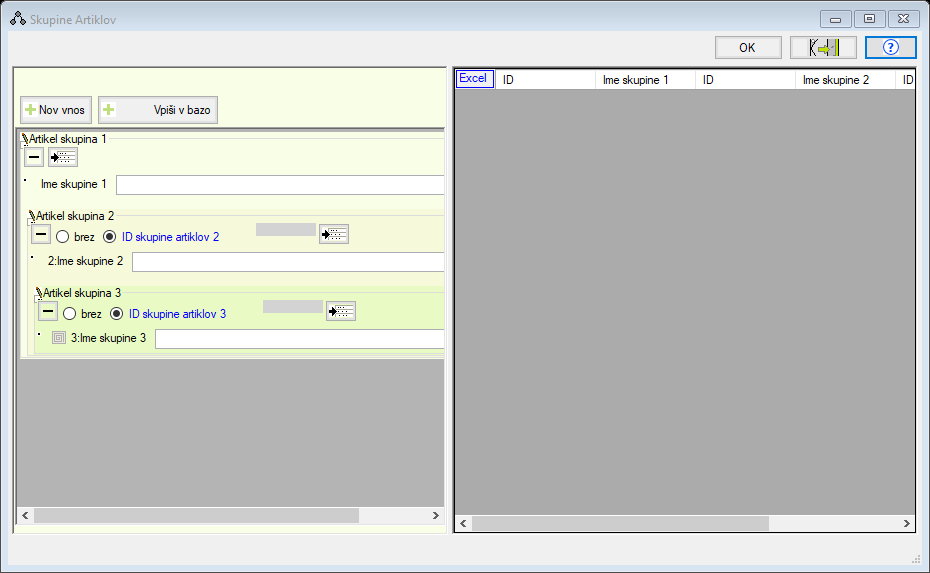 Skupine Artiklov
OK
?
Nov vnos
Vpiši v bazo
Artikel skupina 1
Ime skupine 1
Artikel skupina 2
brez ID skupine artiklov 2
2:Ime skupine 2
Artikel skupina 3
brez ID skupine artiklov 3
3:Ime skupine 3
Excel ID Ime skupine 1 ID Ime skupine 2 ID